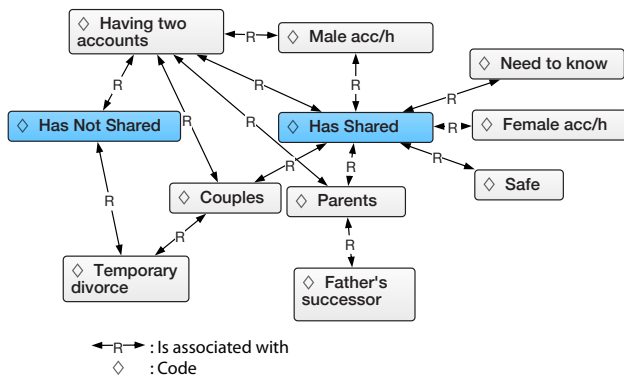 Having two
accounts
R
Male acc/h
Need to know
R
R
R
R
Has Not Shared
R
Has Shared
R
Female acc/h
R
R
R
R
R
Safe
R
Couples
Parents
R
R
Temporary
divorce
Father's
successor
R : Is associated with
: Code